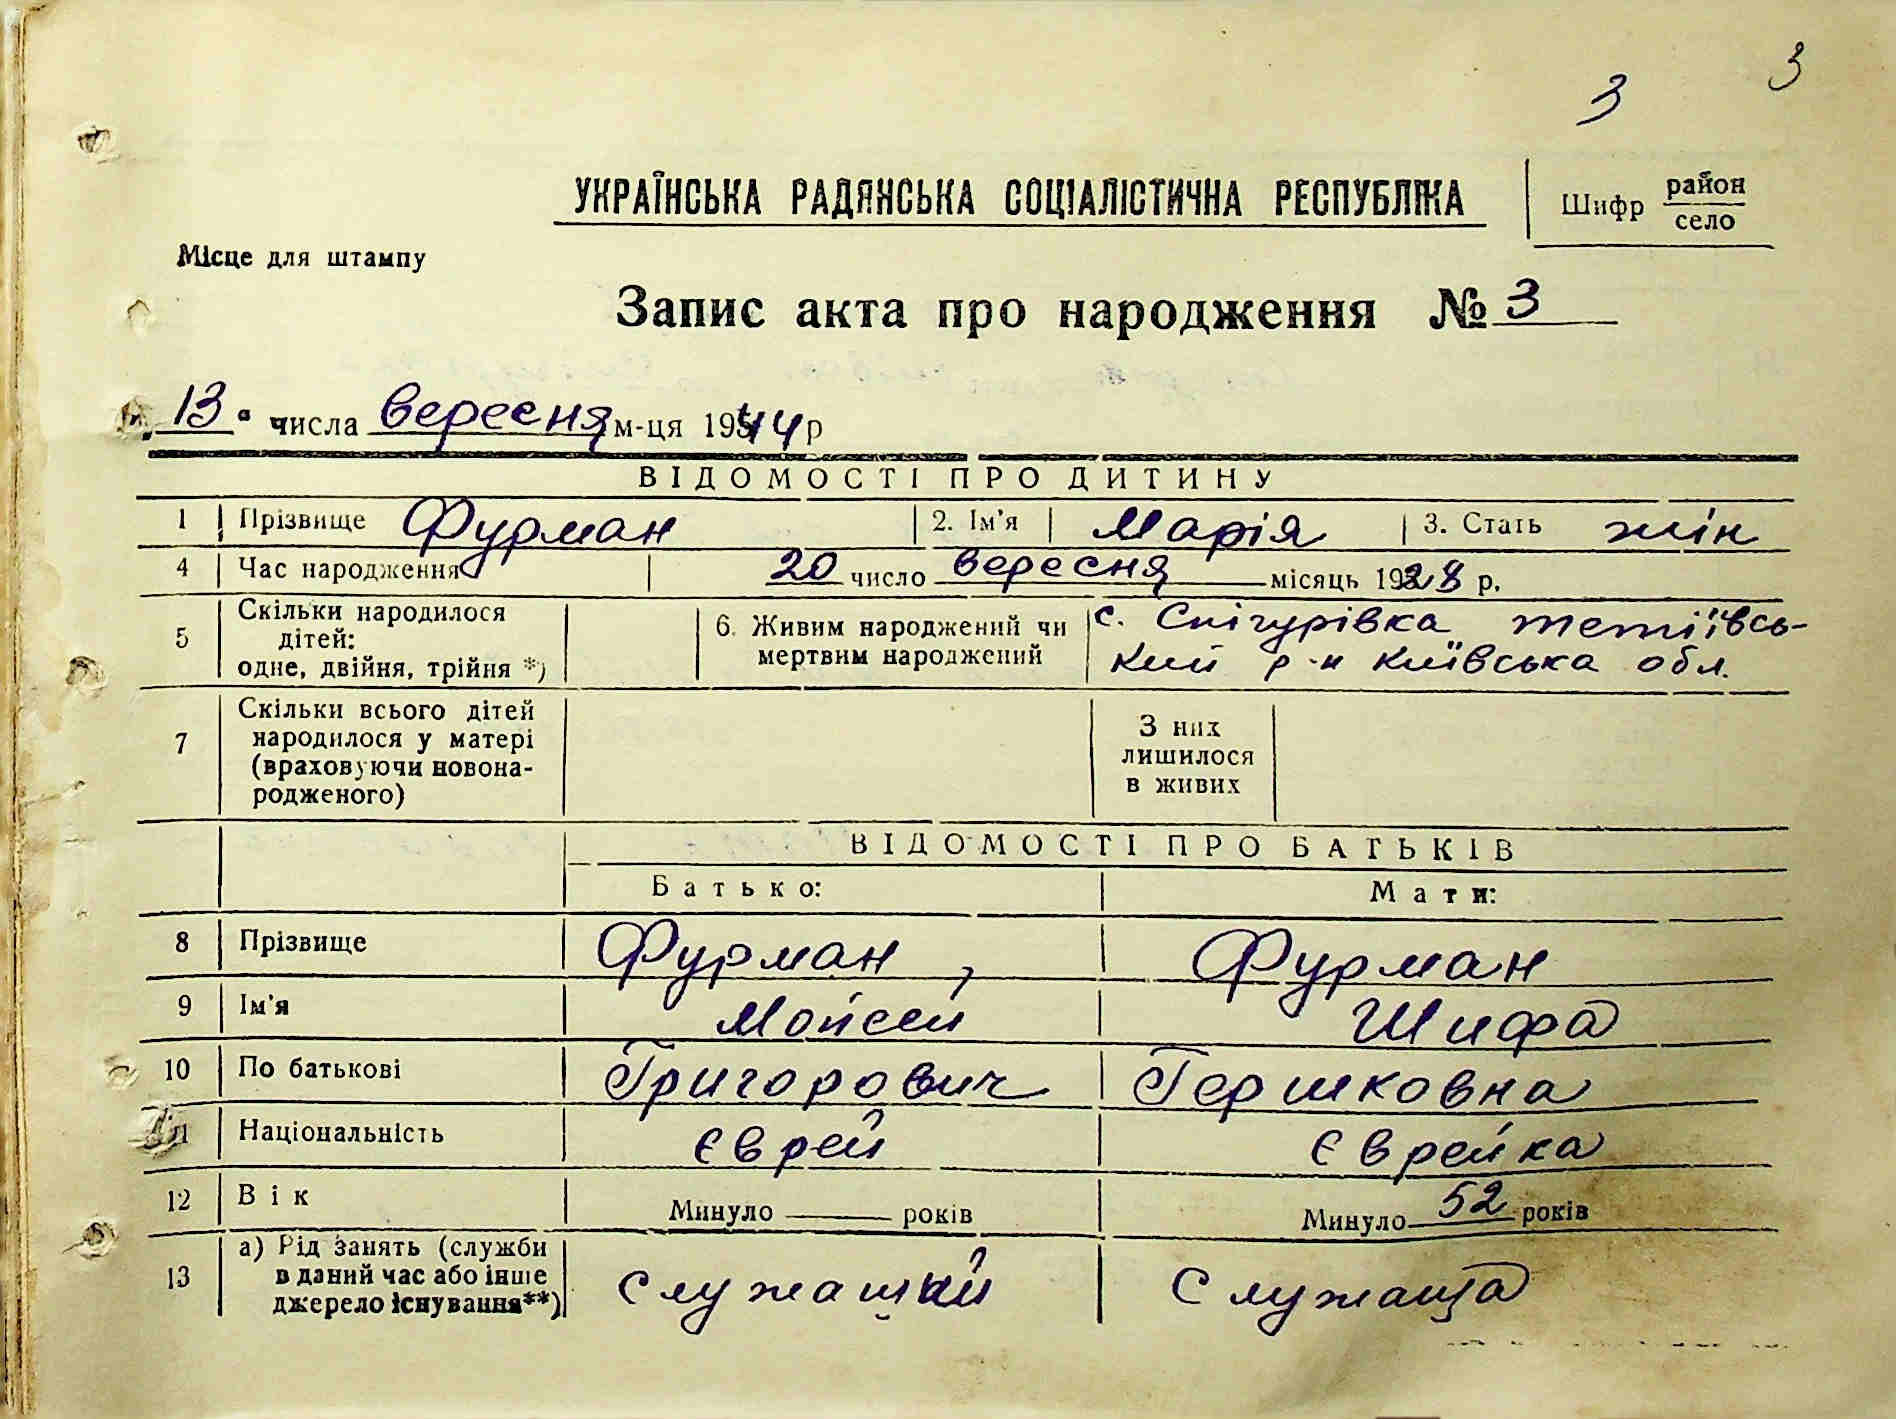 3
3
УКРАЇНСЬКА РАДЯНСЬКА СОЦІАЛІСТИЧНА РЕСПУБЛІКА
Шифр район
село
Місце для штампу
Запис акта про народження № 3
„13“ числа вересня м-ця 1944 р
ВІДОМОСТІ ПРО ДИТИНУ
1 Прізвище Фурман 2. Ім'я Марія 3. Стать жін
4 Час народження 20 число вересня місяць 1928 р.
5 Скільки народилося дітей: одне, двійня, трійня *) 6. Живим народжений чи мертвим народжений с. Снігурівка тетіївсь-
кий р-н Київська обл.
7 Скільки всього дітей народилося у матері (враховуючи новона-родженого) З них лишилося в живих
ВІДОМОСТІ ПРО БАТЬКІВ
Батько: Мати:
8 Прізвище Фурман Фурман
9 Ім'я Мойсей Шифа
10 По батькові Григорович Гершковна
11 Національність Єврей Єврейка
12 Вік Минуло років Минуло 52 років
13 а) Рід занять (служби в даний час або інше джерело існування**) Служащий Служаща